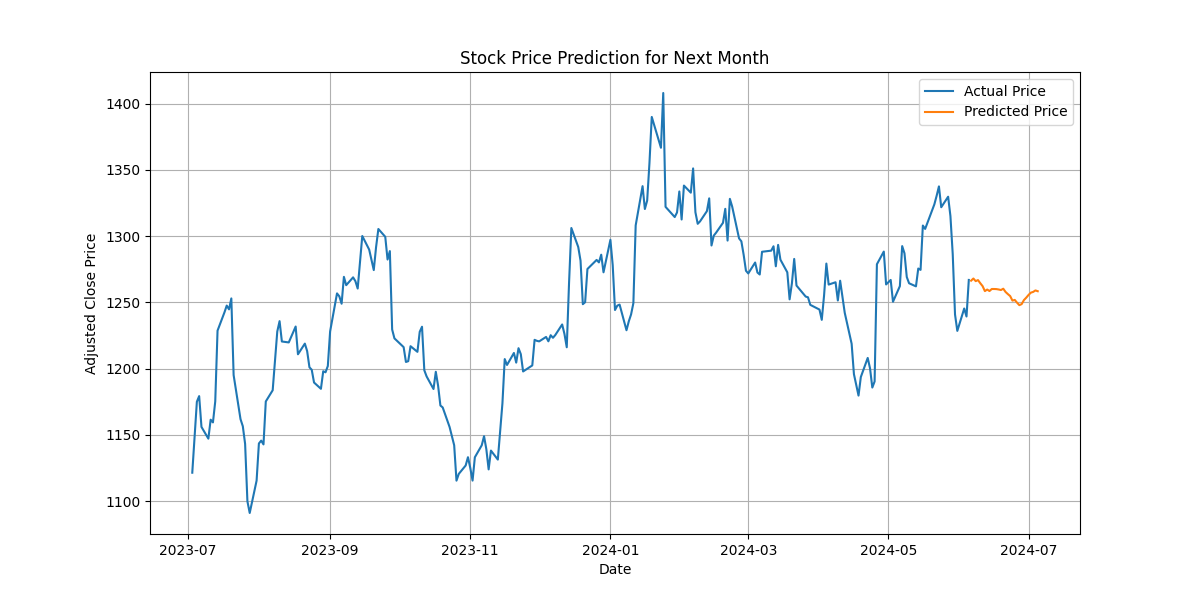 Stock Price Prediction for Next Month
Actual Price
Predicted Price
Adjusted Close Price
1400
1350
1300
1250
1200
1150
1100
2023-07 2023-09 2023-11 2024-01 2024-03 2024-05 2024-07
Date